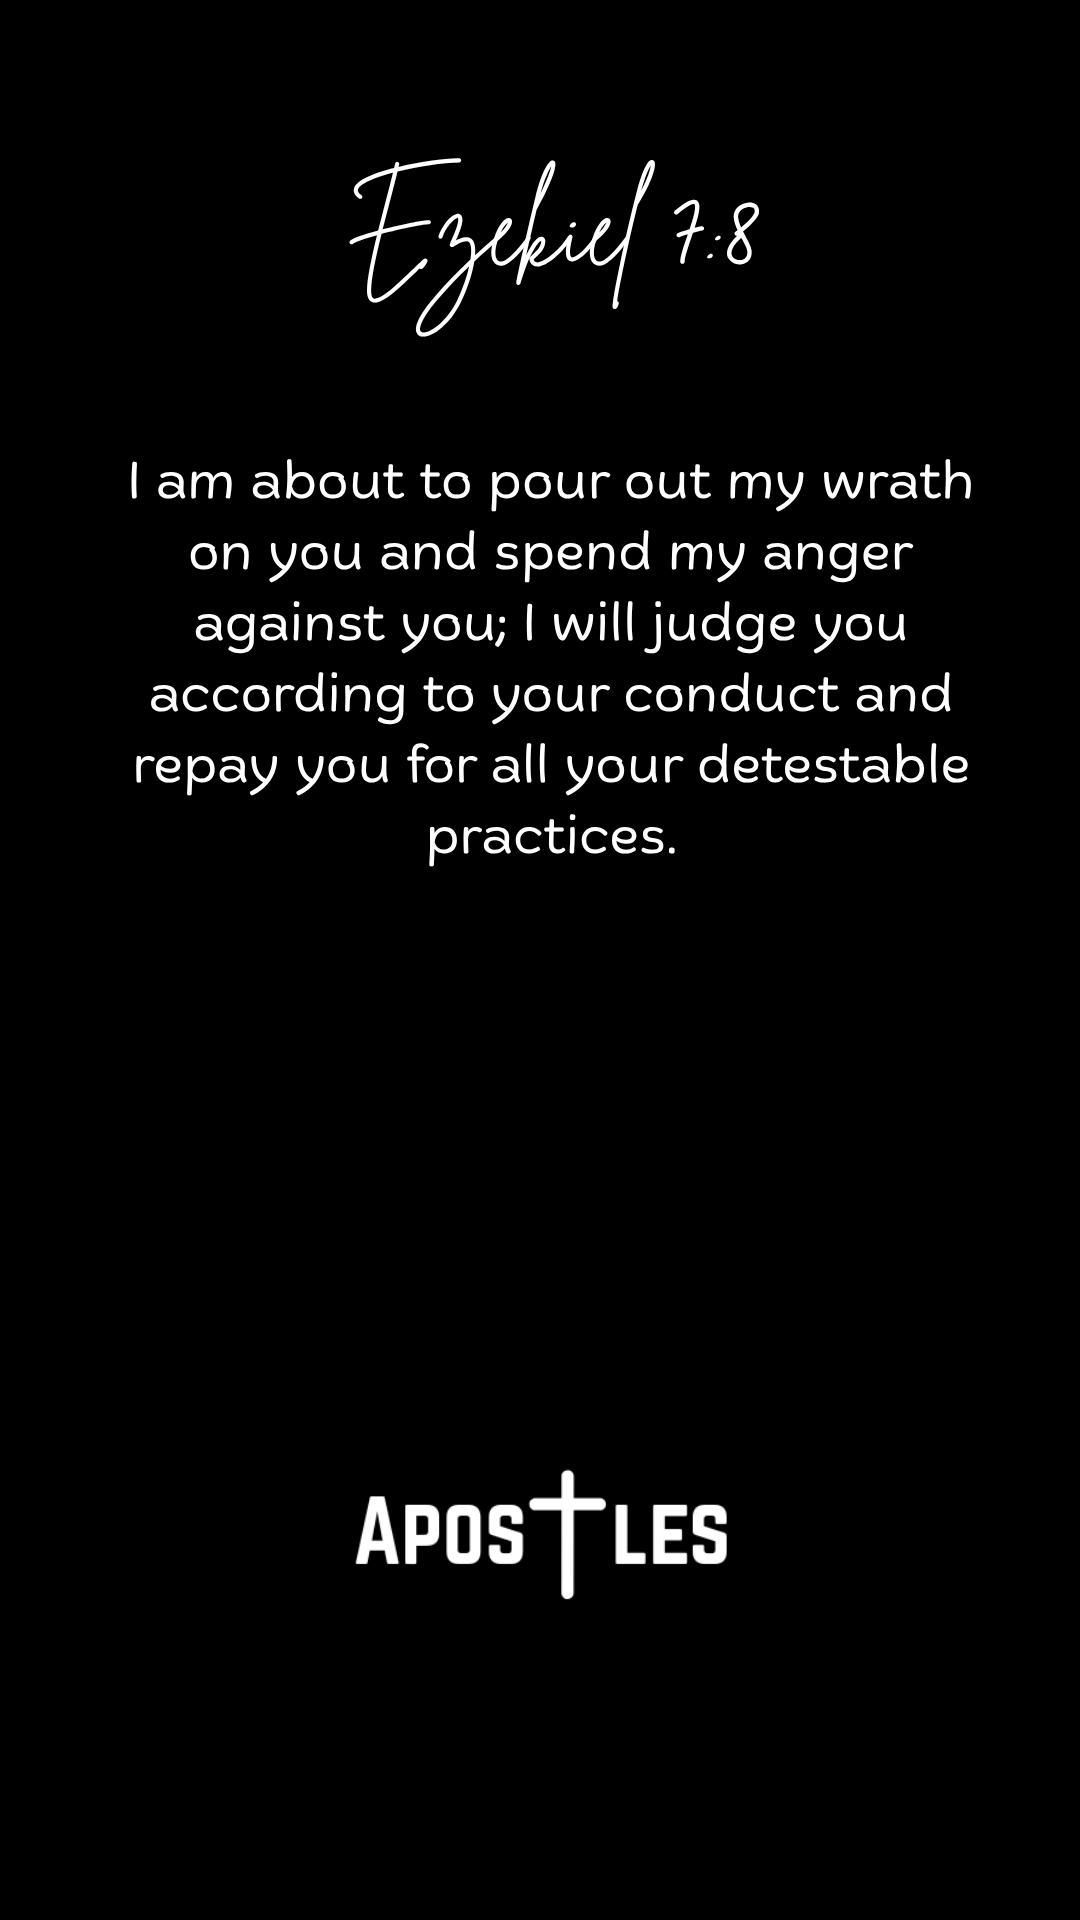 Ezekiel 7:8
I am about to pour out my wrath
on you and spend my anger
against you; I will judge you
according to your conduct and
repay you for all your detestable
practices.
APOSTLES